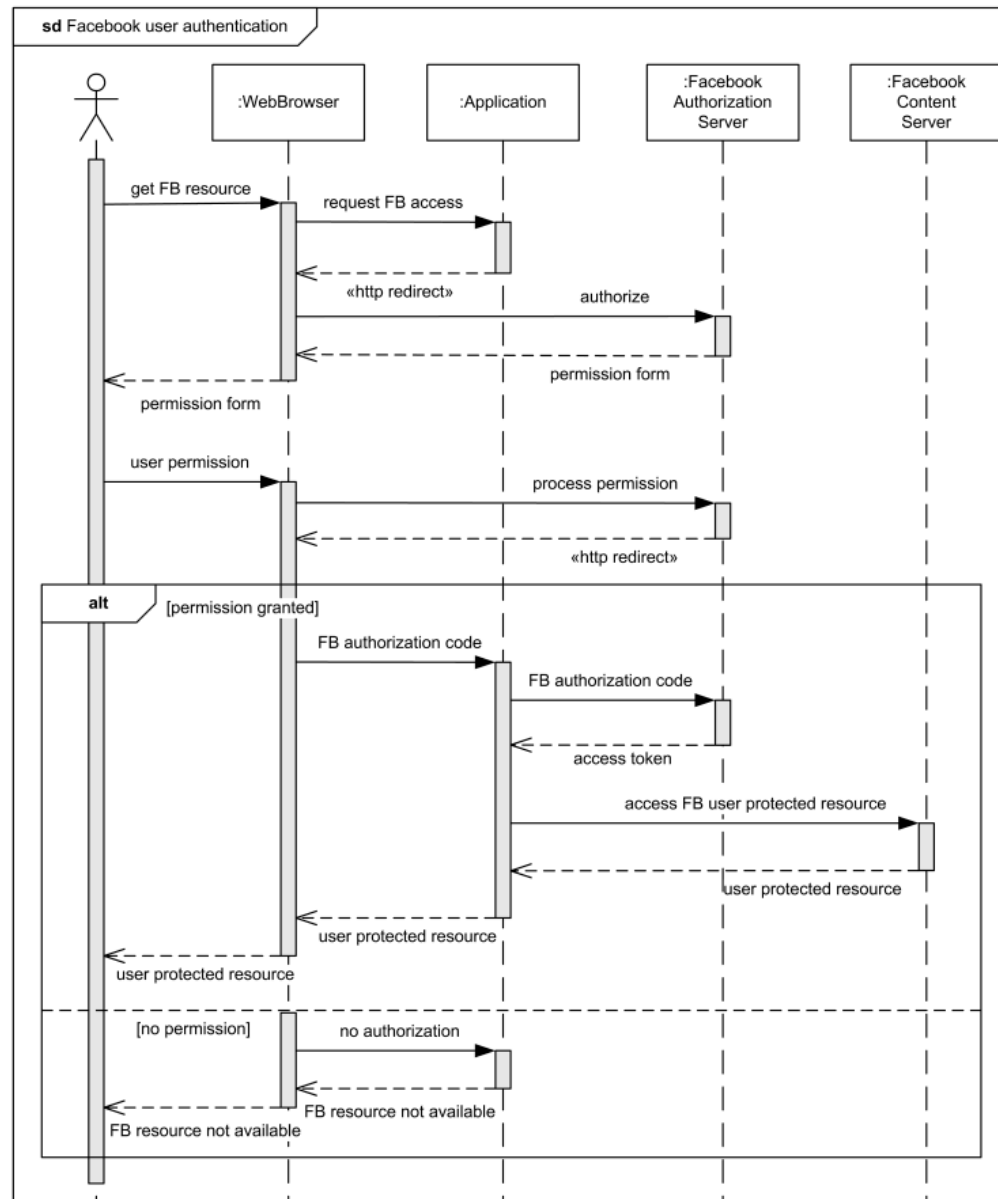 sd Facebook user authentication
:WebBrowser
:Application
:Facebook
Authorization
Server
:Facebook
Content
Server
get FB resource
request FB access
«http redirect»
authorize
permission form
permission form
user permission
process permission
«http redirect»
alt
[permission granted]
FB authorization code
FB authorization code
access token
access FB user protected resource
user protected resource
user protected resource
user protected resource
[no permission]
no authorization
FB resource not available
FB resource not available